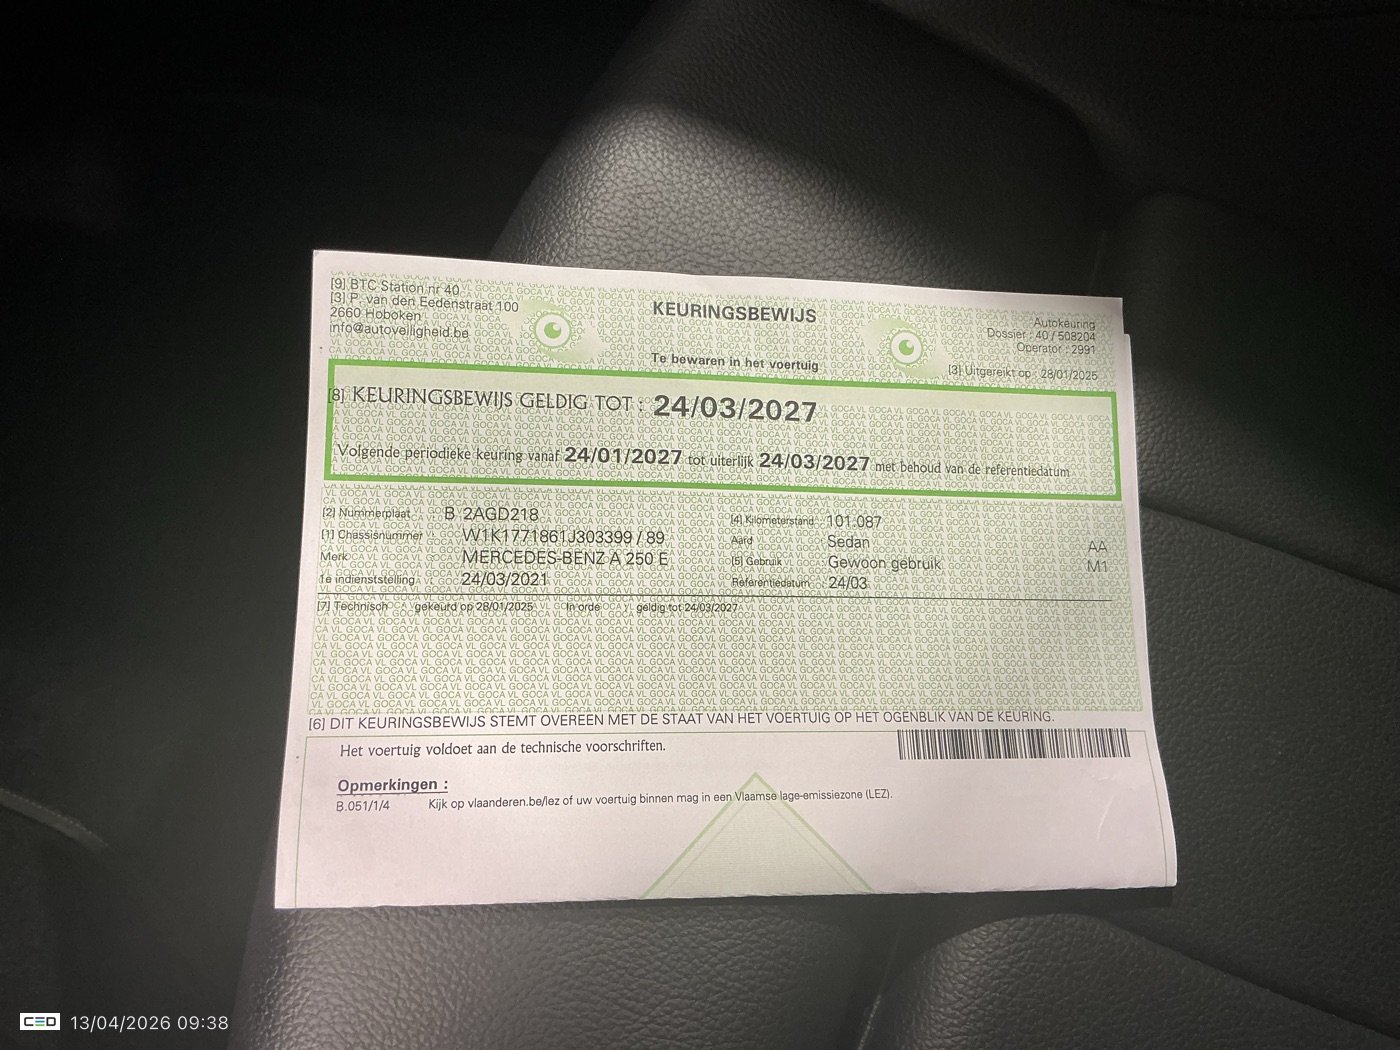 [9] BTC Station nr 40
[3] P. van den Eedenstraat 100
2660 Hoboken
info@autoveiligheid.be
KEURINGSBEWIJS
Te bewaren in het voertuig
Autokeuring
Dossier : 40 / 508204
Operator : 2991
[3] Uitgereikt op : 28/01/2025
[8] KEURINGSBEWIJS GELDIG TOT : 24/03/2027
Volgende periodieke keuring vanaf 24/01/2027 tot uiterlijk 24/03/2027 met behoud van de referentiedatum
[2] Nummerplaat B 2AGD218
[1] Chassisnummer W1K1771861J303399 / 89
Merk MERCEDES-BENZ A 250 E
1e indienststelling 24/03/2021
[4] Kilometerstand : 101.087
Aard Sedan AA
[5] Gebruik Gewoon gebruik M1
Referentiedatum : 24/03
[7] Technisch gekeurd op 28/01/2025 In orde geldig tot 24/03/2027
[6] DIT KEURINGSBEWIJS STEMT OVEREEN MET DE STAAT VAN HET VOERTUIG OP HET OGENBLIK VAN DE KEURING.
Het voertuig voldoet aan de technische voorschriften.
Opmerkingen :
B.051/1/4 Kijk op vlaanderen.be/lez of uw voertuig binnen mag in een Vlaamse lage-emissiezone (LEZ).
CED 13/04/2026 09:38